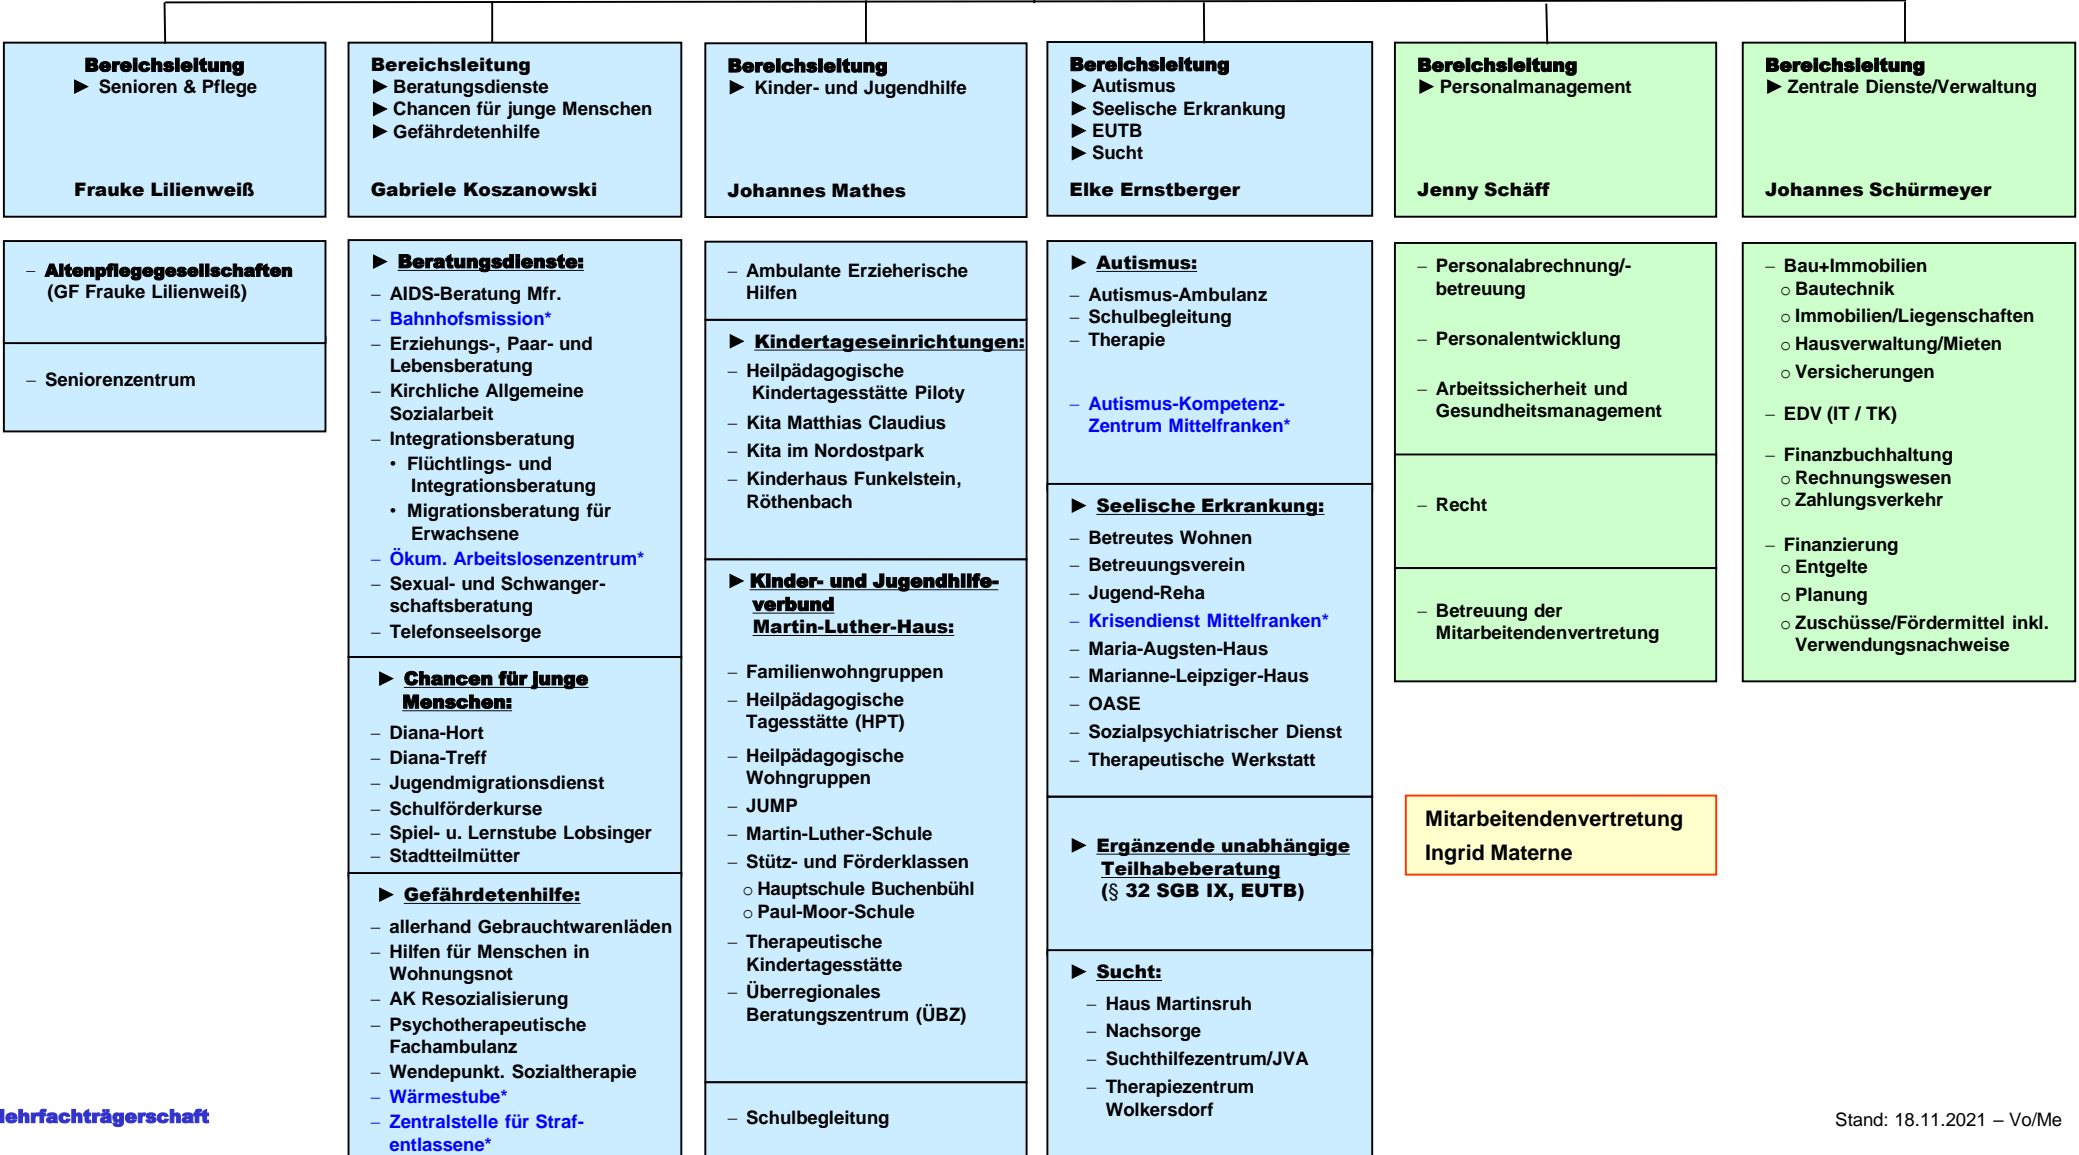 Bereichsleitung
► Senioren & Pflege
Frauke Lilienweiß
– Altenpflegegesellschaften
(GF Frauke Lilienweiß)
– Seniorenzentrum
Bereichsleitung
► Beratungsdienste
► Chancen für junge Menschen
► Gefährdetenhilfe
Gabriele Koszanowski
► Beratungsdienste:
– AIDS-Beratung Mfr.
– Bahnhofsmission*
– Erziehungs-, Paar- und
Lebensberatung
– Kirchliche Allgemeine
Sozialarbeit
– Integrationsberatung
• Flüchtlings- und
Integrationsberatung
• Migrationsberatung für
Erwachsene
– Ökum. Arbeitslosenzentrum*
– Sexual- und Schwanger-
schaftsberatung
– Telefonseelsorge
► Chancen für junge
Menschen:
– Diana-Hort
– Diana-Treff
– Jugendmigrationsdienst
– Schulförderkurse
– Spiel- u. Lernstube Lobsinger
– Stadtteilmütter
► Gefährdetenhilfe:
– allerhand Gebrauchtwarenläden
– Hilfen für Menschen in
Wohnungsnot
– AK Resozialisierung
– Psychotherapeutische
Fachambulanz
– Wendepunkt. Sozialtherapie
– Wärmestube*
– Zentralstelle für Straf-
entlassene*
Bereichsleitung
► Kinder- und Jugendhilfe
Johannes Mathes
– Ambulante Erzieherische
Hilfen
► Kindertageseinrichtungen:
– Heilpädagogische
Kindertagesstätte Piloty
– Kita Matthias Claudius
– Kita im Nordostpark
– Kinderhaus Funkelstein,
Röthenbach
► Kinder- und Jugendhilfe-
verbund
Martin-Luther-Haus:
– Familienwohngruppen
– Heilpädagogische
Tagesstätte (HPT)
– Heilpädagogische
Wohngruppen
– JUMP
– Martin-Luther-Schule
– Stütz- und Förderklassen
o Hauptschule Buchenbühl
o Paul-Moor-Schule
– Therapeutische
Kindertagesstätte
– Überregionales
Beratungszentrum (ÜBZ)
– Schulbegleitung
Bereichsleitung
► Autismus
► Seelische Erkrankung
► EUTB
► Sucht
Elke Ernstberger
► Autismus:
– Autismus-Ambulanz
– Schulbegleitung
– Therapie
– Autismus-Kompetenz-
Zentrum Mittelfranken*
► Seelische Erkrankung:
– Betreutes Wohnen
– Betreuungsverein
– Jugend-Reha
– Krisendienst Mittelfranken*
– Maria-Augsten-Haus
– Marianne-Leipziger-Haus
– OASE
– Sozialpsychiatrischer Dienst
– Therapeutische Werkstatt
► Ergänzende unabhängige
Teilhabeberatung
(§ 32 SGB IX, EUTB)
► Sucht:
– Haus Martinsruh
– Nachsorge
– Suchthilfezentrum/JVA
– Therapiezentrum
Wolkersdorf
Bereichsleitung
► Personalmanagement
Jenny Schäff
– Personalabrechnung/-
betreuung
– Personalentwicklung
– Arbeitssicherheit und
Gesundheitsmanagement
– Recht
– Betreuung der
Mitarbeitendenvertretung
Mitarbeitendenvertretung
Ingrid Materne
Bereichsleitung
► Zentrale Dienste/Verwaltung
Johannes Schürmeyer
– Bau+Immobilien
o Bautechnik
o Immobilien/Liegenschaften
o Hausverwaltung/Mieten
o Versicherungen
– EDV (IT / TK)
– Finanzbuchhaltung
o Rechnungswesen
o Zahlungsverkehr
– Finanzierung
o Entgelte
o Planung
o Zuschüsse/Fördermittel inkl.
Verwendungsnachweise
ehrfachträgerschaft
Stand: 18.11.2021 – Vo/Me